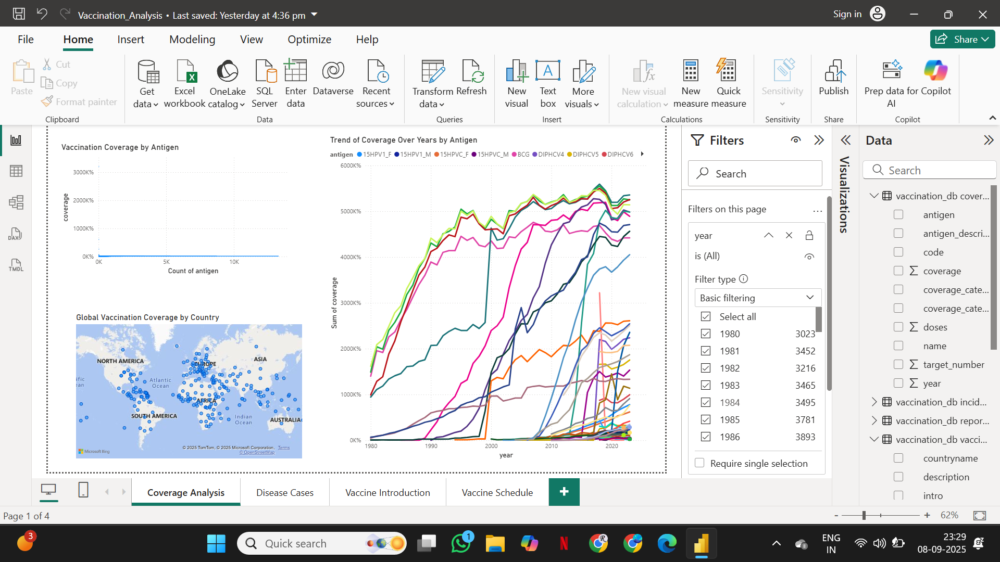 Vaccination_Analysis • Last saved: Yesterday at 4:36 pm
Sign in
File
Home
Insert
Modeling
View
Optimize
Help
Share
Paste
Cut
Copy
Format painter
Clipboard
Get data
Excel workbook
OneLake catalog
SQL Server
Enter data
Dataverse
Recent sources
Data
Transform data
Refresh
Queries
New visual
Text box
More visuals
Insert
New visual calculation
New measure
Quick measure
Calculations
Sensitivity
Sensitivity
Publish
Share
Prep data for AI
Copilot
Copilot
DAX
TMDL
Vaccination Coverage by Antigen
3000K%
2000K%
1000K%
0K%
coverage
0K
5K
10K
Count of antigen
Global Vaccination Coverage by Country
NORTH AMERICA
EUROPE
ASIA
Atlantic Ocean
AFRICA
SOUTH AMERICA
Indian Ocean
AUSTRALIA
Microsoft Bing
© 2025 TomTom, © 2025 Microsoft Corporation, Terms
© OpenStreetMap
Trend of Coverage Over Years by Antigen
antigen 15HPV1_F 15HPV1_M 15HPVC_F 15HPVC_M BCG DIPHCV4 DIPHCV5 DIPHCV6
6000K%
5000K%
4000K%
3000K%
2000K%
1000K%
0K%
Sum of coverage
1980
1990
2000
2010
2020
year
Filters
Search
Filters on this page
...
year
is (All)
Filter type
Basic filtering
Select all
1980 3023
1981 3452
1982 3216
1983 3465
1984 3495
1985 3781
1986 3893
Require single selection
Visualizations
Data
Search
vaccination_db cover...
antigen
antigen_descri...
code
coverage
coverage_cate...
coverage_cate...
doses
name
target_number
year
vaccination_db incid...
vaccination_db repor...
vaccination_db vacci...
countryname
description
intro
Coverage Analysis
Disease Cases
Vaccine Introduction
Vaccine Schedule
+
Page 1 of 4
- + 62%
3
Quick search
1
N
R
ENG
IN
23:29
08-09-2025